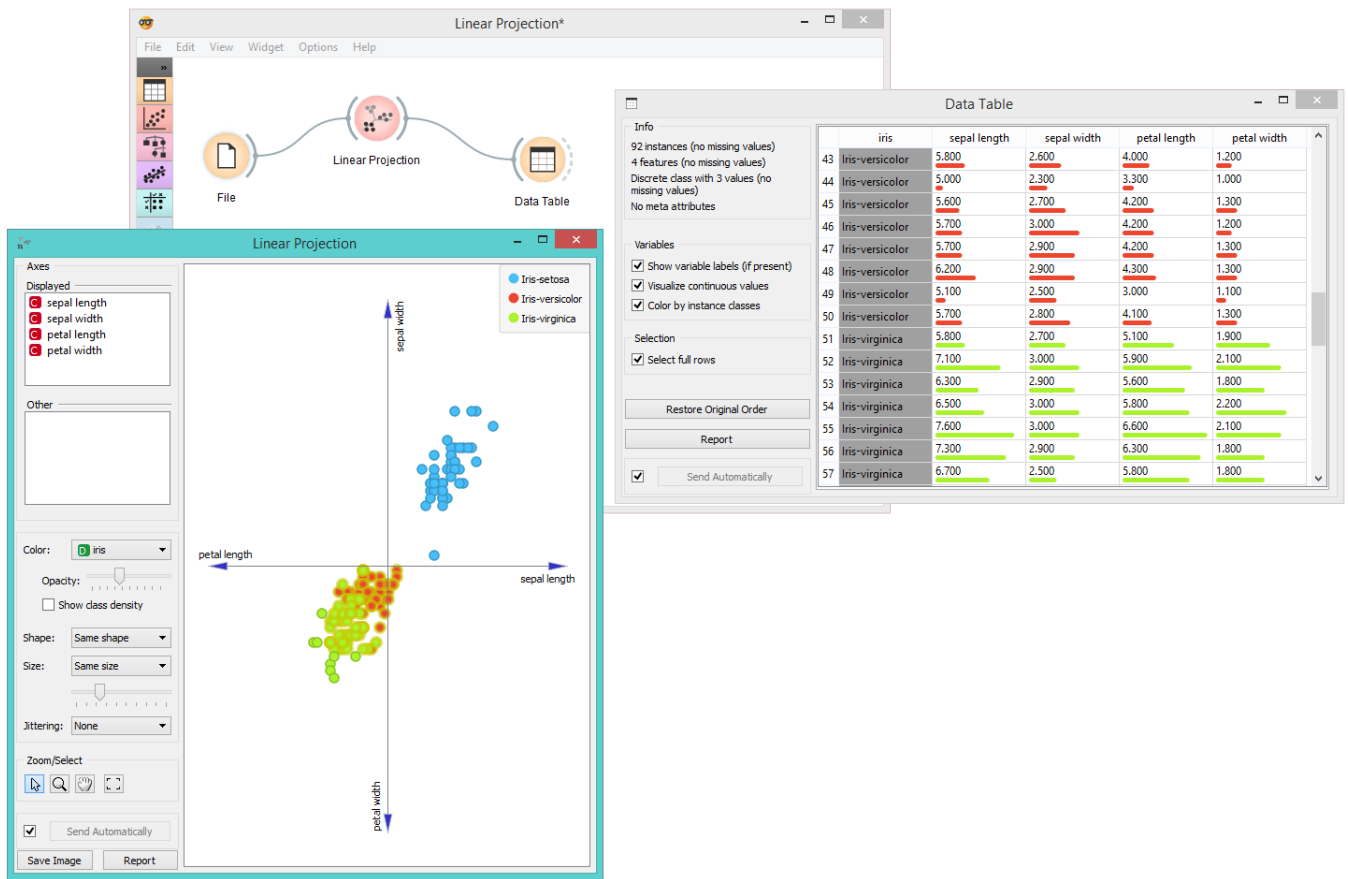 Linear Projection*
File Edit View Widget Options Help
»
File
Linear Projection
Data Table
Data Table
Info
92 instances (no missing values)
4 features (no missing values)
Discrete class with 3 values (no
missing values)
No meta attributes
Variables
Show variable labels (if present)
Visualize continuous values
Color by instance classes
Selection
Select full rows
Restore Original Order
Report
Send Automatically
iris sepal length sepal width petal length petal width
43 Iris-versicolor 5.800 2.600 4.000 1.200
44 Iris-versicolor 5.000 2.300 3.300 1.000
45 Iris-versicolor 5.600 2.700 4.200 1.300
46 Iris-versicolor 5.700 3.000 4.200 1.200
47 Iris-versicolor 5.700 2.900 4.200 1.300
48 Iris-versicolor 6.200 2.900 4.300 1.300
49 Iris-versicolor 5.100 2.500 3.000 1.100
50 Iris-versicolor 5.700 2.800 4.100 1.300
51 Iris-virginica 5.800 2.700 5.100 1.900
52 Iris-virginica 7.100 3.000 5.900 2.100
53 Iris-virginica 6.300 2.900 5.600 1.800
54 Iris-virginica 6.500 3.000 5.800 2.200
55 Iris-virginica 7.600 3.000 6.600 2.100
56 Iris-virginica 7.300 2.900 6.300 1.800
57 Iris-virginica 6.700 2.500 5.800 1.800
Linear Projection
Axes
Displayed
C sepal length
C sepal width
C petal length
C petal width
Other
Color: D iris
Opacity:
Show class density
Shape: Same shape
Size: Same size
Jittering: None
Zoom/Select
Send Automatically
Save Image Report
Iris-setosa
Iris-versicolor
Iris-virginica
sepal width
petal length
sepal length
petal width